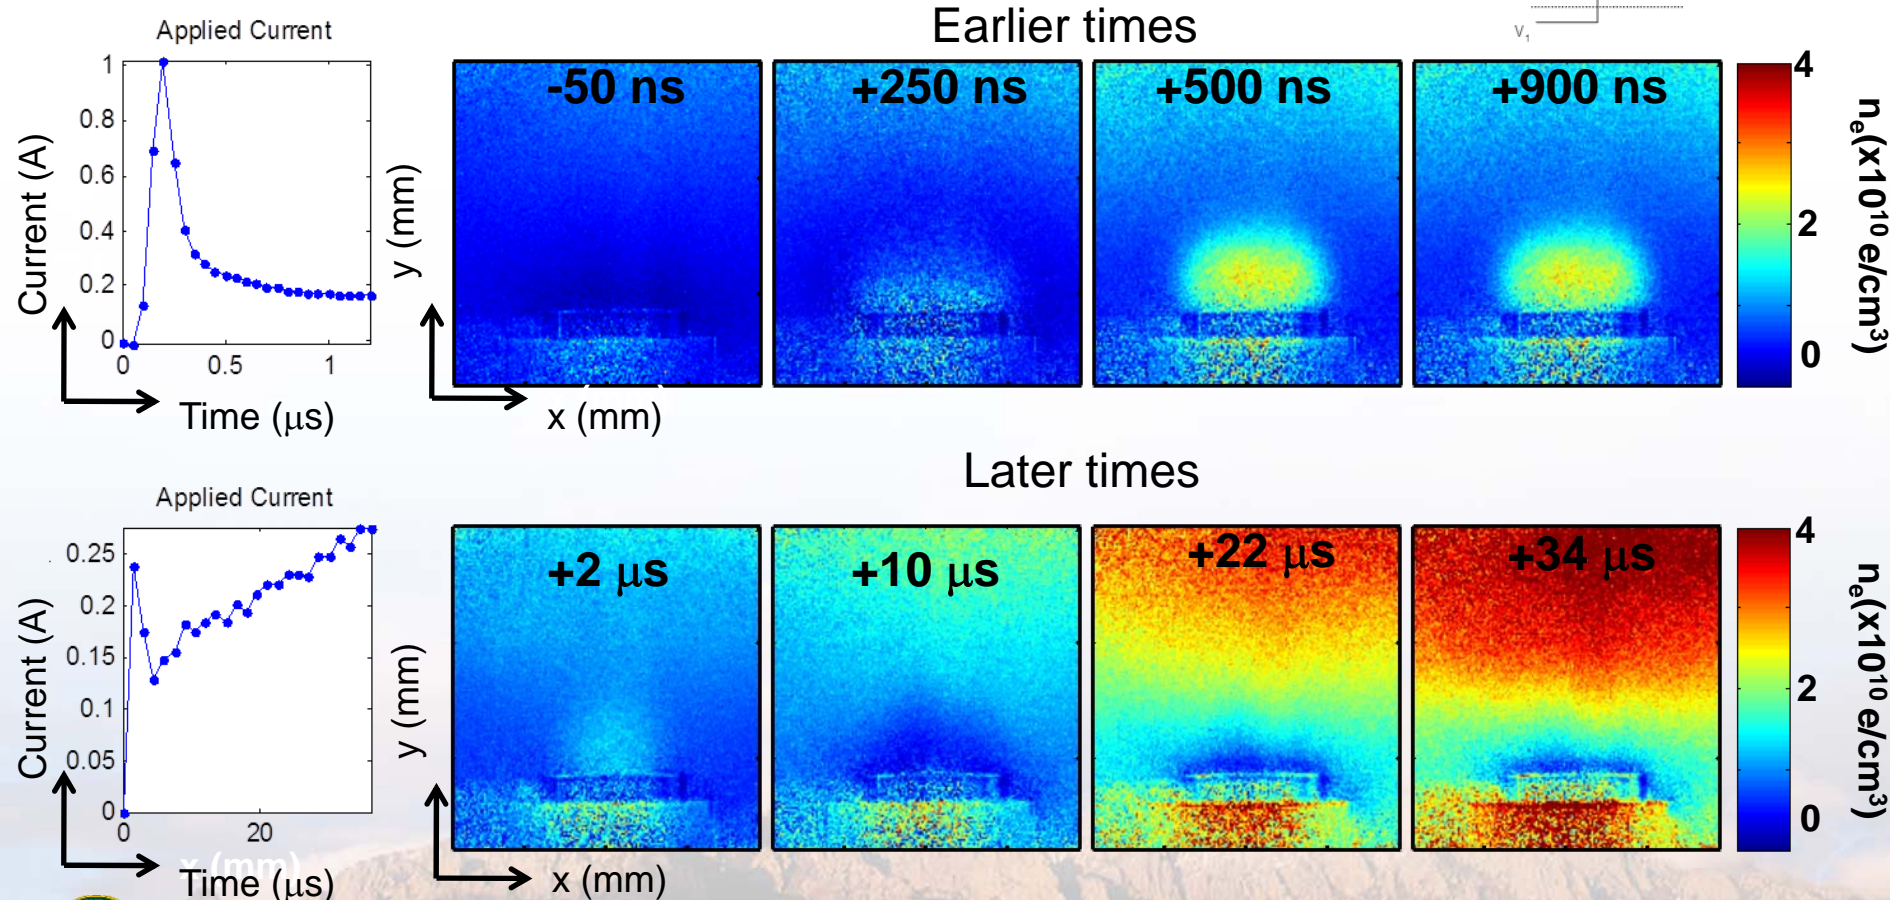 Earlier times
V₁
Applied Current
Current (A)
1
0.8
0.6
0.4
0.2
0
0
0.5
1
Time (μs)
y (mm)
x (mm)
-50 ns
+250 ns
+500 ns
+900 ns
4
2
0
nₑ(x10¹⁰ e/cm³)
Later times
Applied Current
Current (A)
0.25
0.2
0.15
0.1
0.05
0
0
20
x (mm)
Time (μs)
y (mm)
x (mm)
+2 μs
+10 μs
+22 μs
+34 μs
4
2
0
nₑ(x10¹⁰ e/cm³)